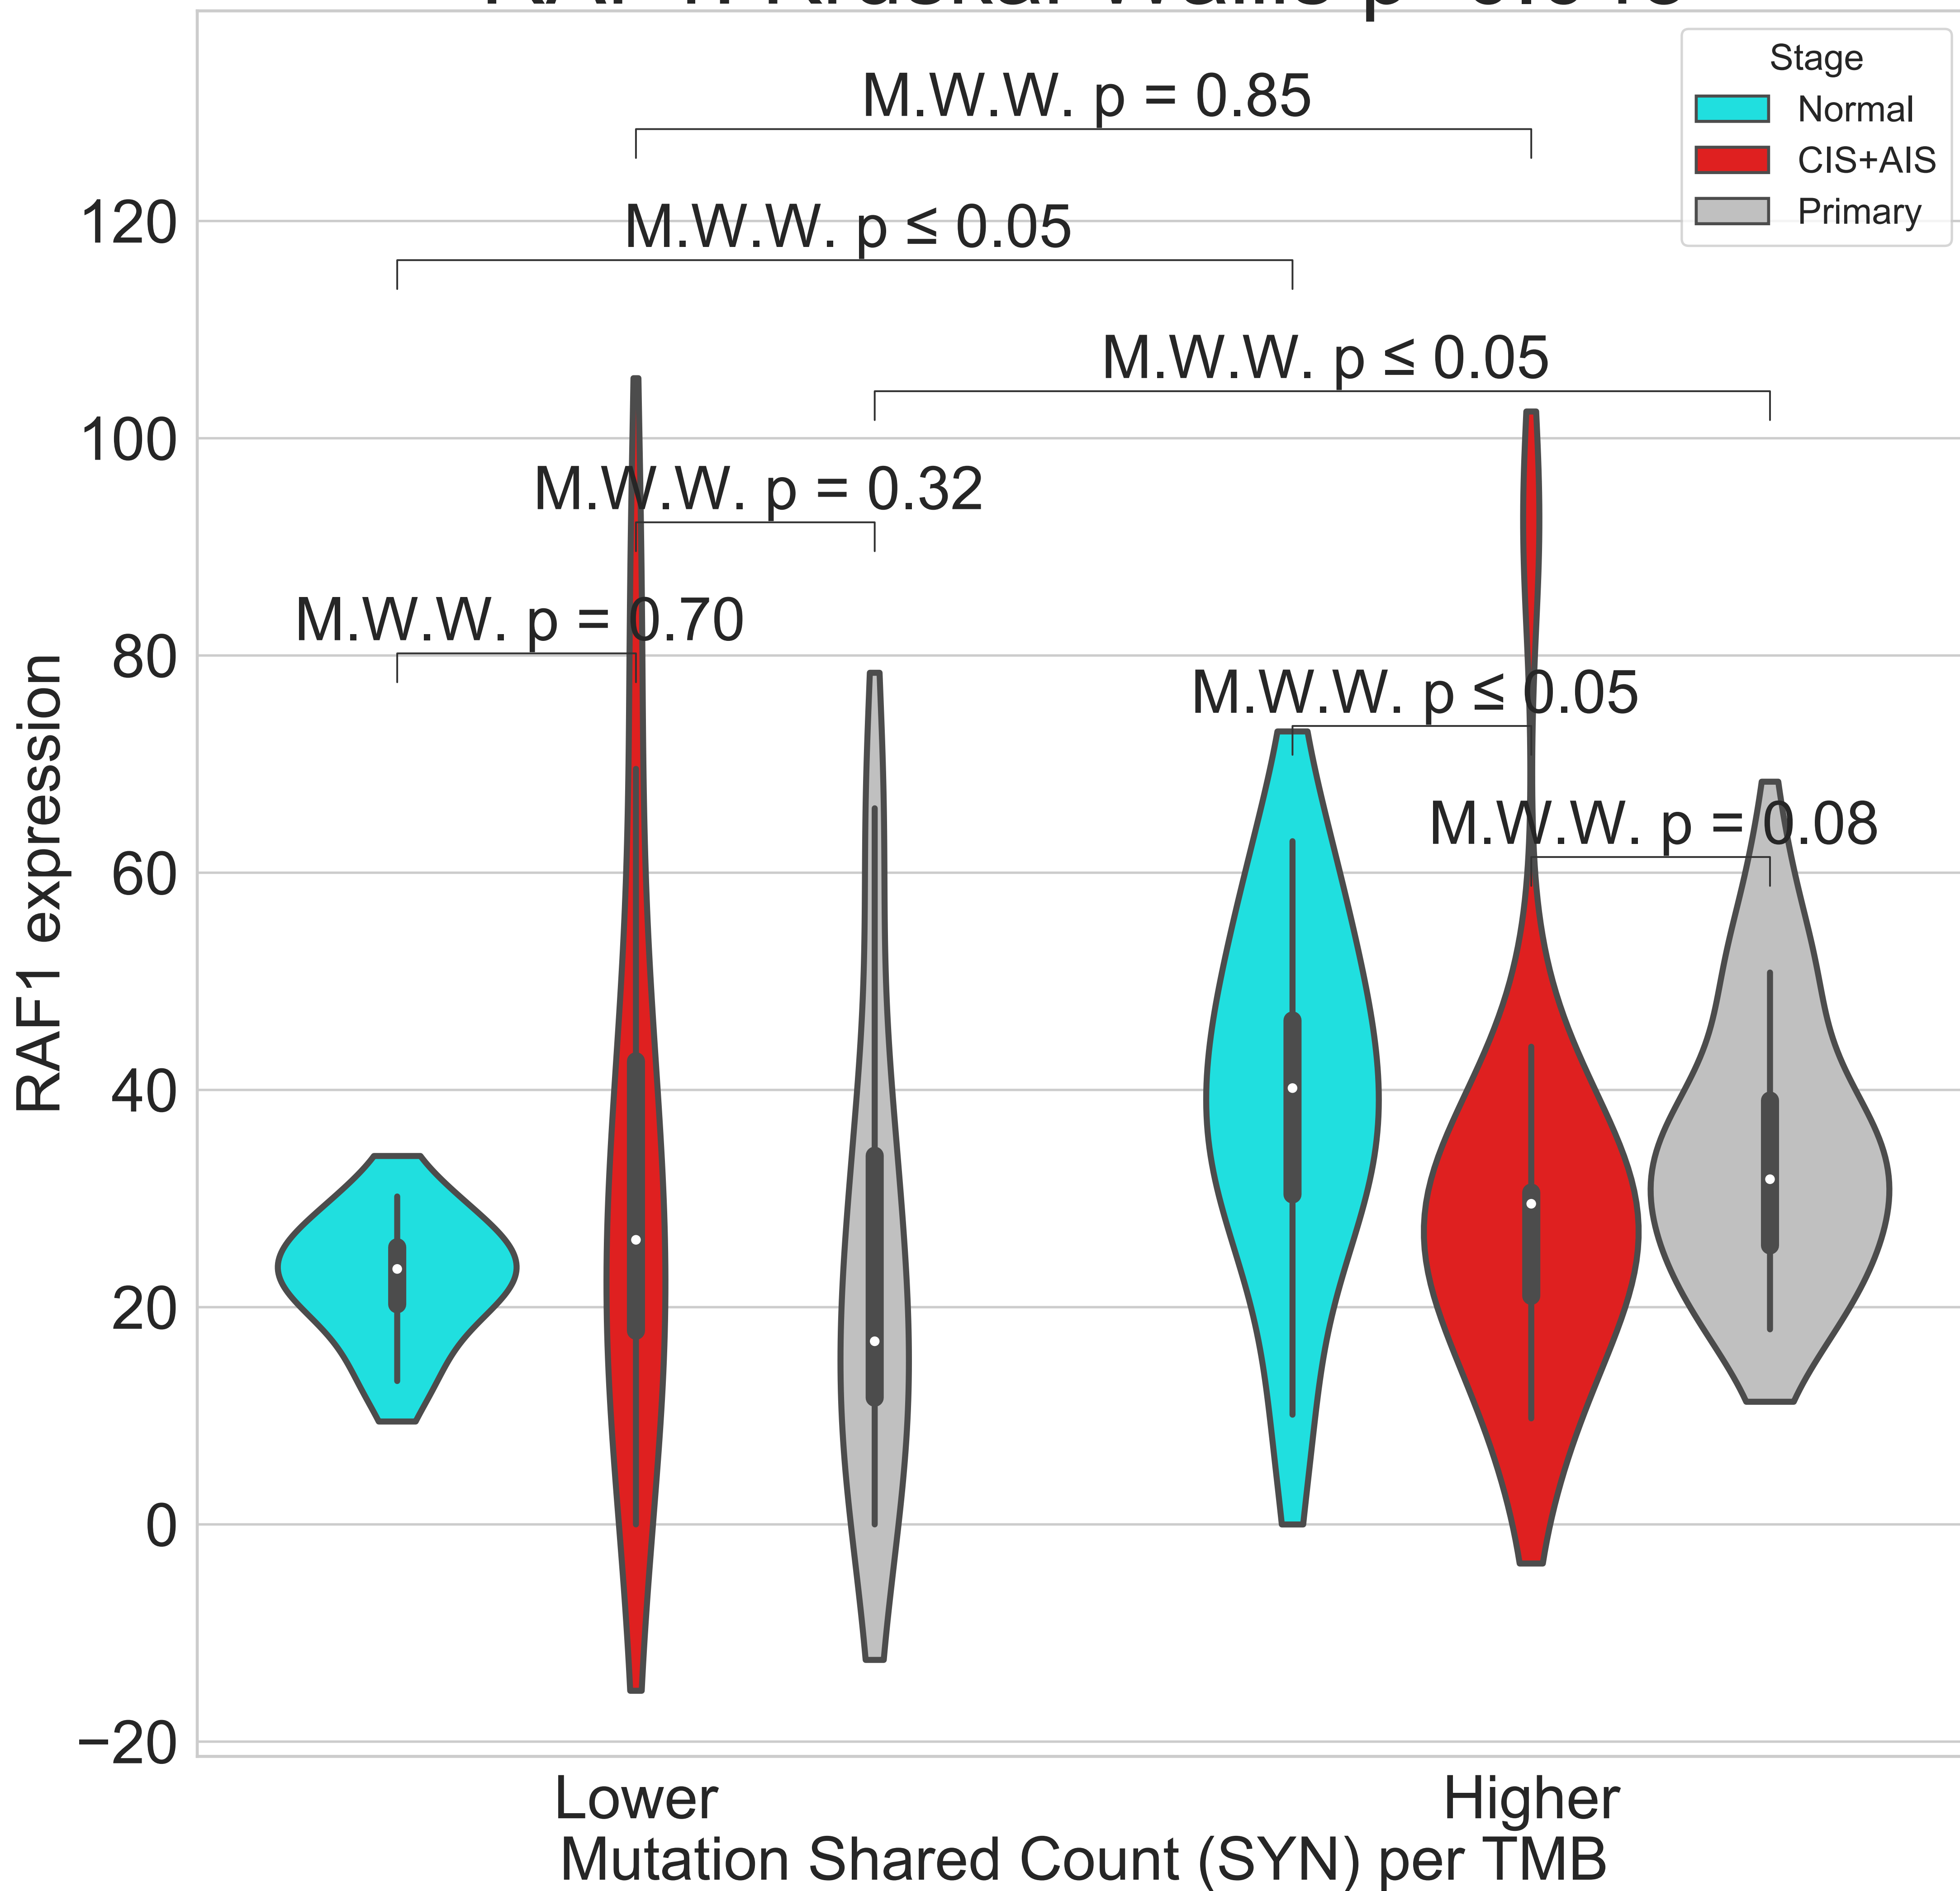 Stage
Normal
CIS+AIS
Primary
M.W.W. p = 0.85
M.W.W. p ≤ 0.05
M.W.W. p ≤ 0.05
M.W.W. p = 0.32
M.W.W. p = 0.70
M.W.W. p ≤ 0.05
M.W.W. p = 0.08
RAF1 expression
120
100
80
60
40
20
0
−20
Lower
Higher
Mutation Shared Count (SYN) per TMB